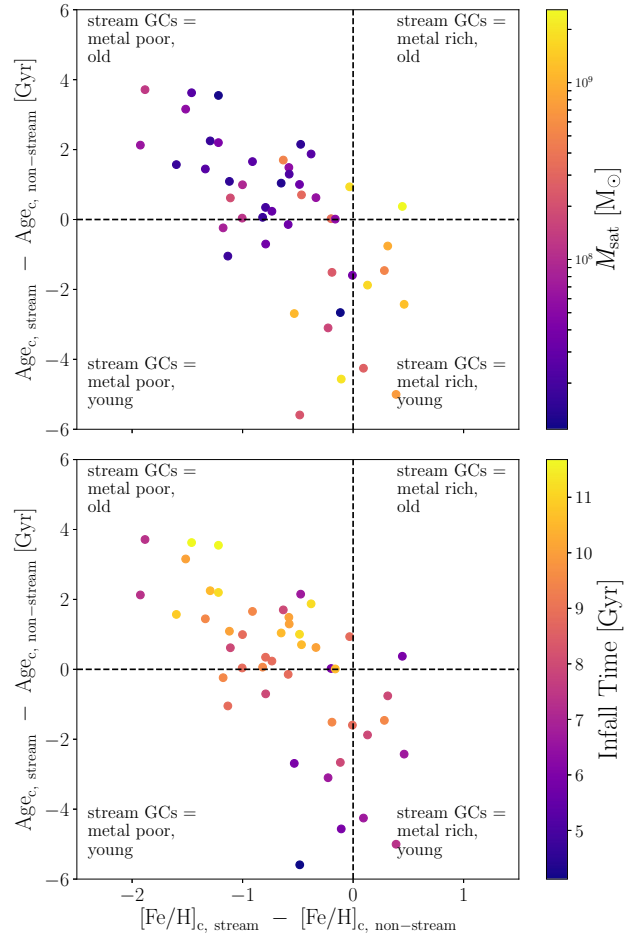 6
4
2
0
−2
−4
−6
Age_c, stream − Age_c, non−stream [Gyr]
stream GCs =
metal poor,
old
stream GCs =
metal rich,
old
stream GCs =
metal poor,
young
stream GCs =
metal rich,
young
10⁹
10⁸
M_sat [M_⊙]
6
4
2
0
−2
−4
−6
Age_c, stream − Age_c, non−stream [Gyr]
stream GCs =
metal poor,
old
stream GCs =
metal rich,
old
stream GCs =
metal poor,
young
stream GCs =
metal rich,
young
−2 −1 0 1
[Fe/H]_c, stream − [Fe/H]_c, non−stream
11
10
9
8
7
6
5
Infall Time [Gyr]